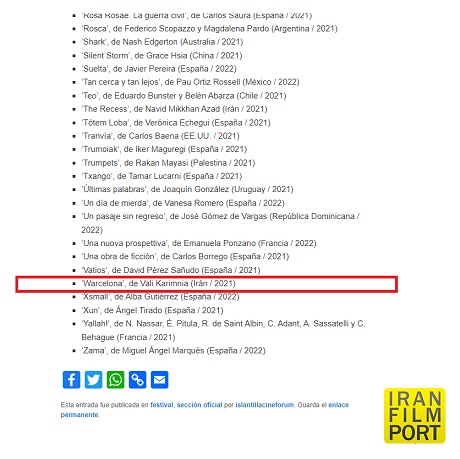 'Rosa Rosae. La guerra civil', de Carlos Saura (España / 2021)
'Rosca', de Federico Scopazzo y Magdalena Pardo (Argentina / 2021)
'Shark', de Nash Edgerton (Australia / 2021)
'Silent Storm', de Grace Hsia (China / 2021)
'Suelta', de Javier Pereira (España / 2022)
'Tan cerca y tan lejos', de Pau Ortiz Rosell (México / 2022)
'Teo', de Eduardo Bunster y Belén Abarza (Chile / 2021)
'The Recess', de Navid Mikkhan Azad (Irán / 2021)
'Tótem Loba', de Verónica Echegui (España / 2021)
'Tranvía', de Carlos Baena (EE.UU. / 2021)
'Trumoiak', de Iker Maguregi (España / 2021)
'Trumpets', de Rakan Mayasi (Palestina / 2021)
'Txango', de Tamar Lucarni (España / 2021)
'Últimas palabras', de Joaquín González (Uruguay / 2021)
'Un día de mierda', de Vanesa Romero (España / 2022)
'Un pasaje sin regreso', de José Gómez de Vargas (República Dominicana /
2022)
'Una nuova prospettiva', de Emanuela Ponzano (Francia / 2022)
'Una obra de ficción', de Carlos Borrego (España / 2021)
'Vatios', de David Pérez Sañudo (España / 2021)
'Warcelona', de Vali Karimnia (Irán / 2021)
'Xsmall', de Alba Gutiérrez (España / 2022)
'Xun', de Ángel Tirado (España / 2021)
'Yallah!', de N. Nassar, É. Pitula, R. de Saint Albin, C. Adant, A. Sassatelli y C.
Behague (Francia / 2021)
'Zama', de Miguel Ángel Marqués (España / 2022)
Esta entrada fue publicada en festival, sección oficial por islantillacineforum. Guarda el enlace
permanente.
IRAN
FILM
PORT